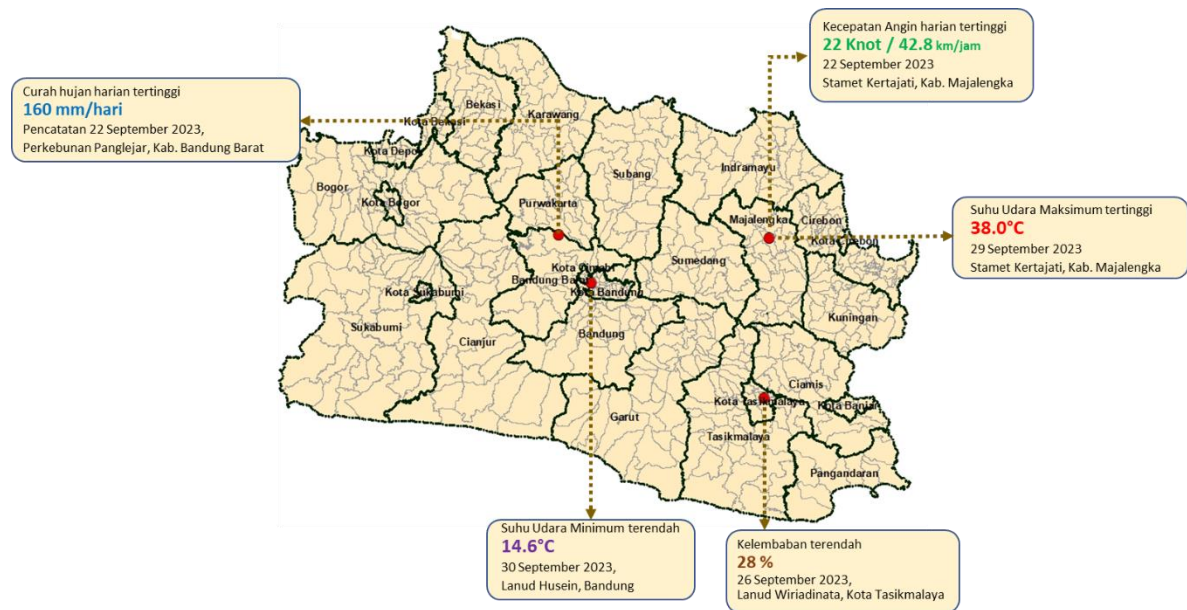 Kecepatan Angin harian tertinggi
22 Knot / 42.8 km/jam
22 September 2023
Stamet Kertajati, Kab. Majalengka
Curah hujan harian tertinggi
160 mm/hari
Pencatatan 22 September 2023,
Perkebunan Panglejar, Kab. Bandung Barat
Bekasi
Kota Bekasi
Karawang
Kota Depok
Indramayu
Bogor
Subang
Kota Bogor
Purwakarta
Majalengka
Cirebon
Kota Cirebon
Suhu Udara Maksimum tertinggi
38.0°C
29 September 2023
Stamet Kertajati, Kab. Majalengka
Sumedang
Kota Cimahi
Bandung Barat
Kota Bandung
Kota Sukabumi
Kuningan
Sukabumi
Cianjur
Bandung
Ciamis
Kota Tasikmalaya
Kota Banjar
Garut
Tasikmalaya
Pangandaran
Suhu Udara Minimum terendah
14.6°C
30 September 2023,
Lanud Husein, Bandung
Kelembaban terendah
28 %
26 September 2023,
Lanud Wiriadinata, Kota Tasikmalaya